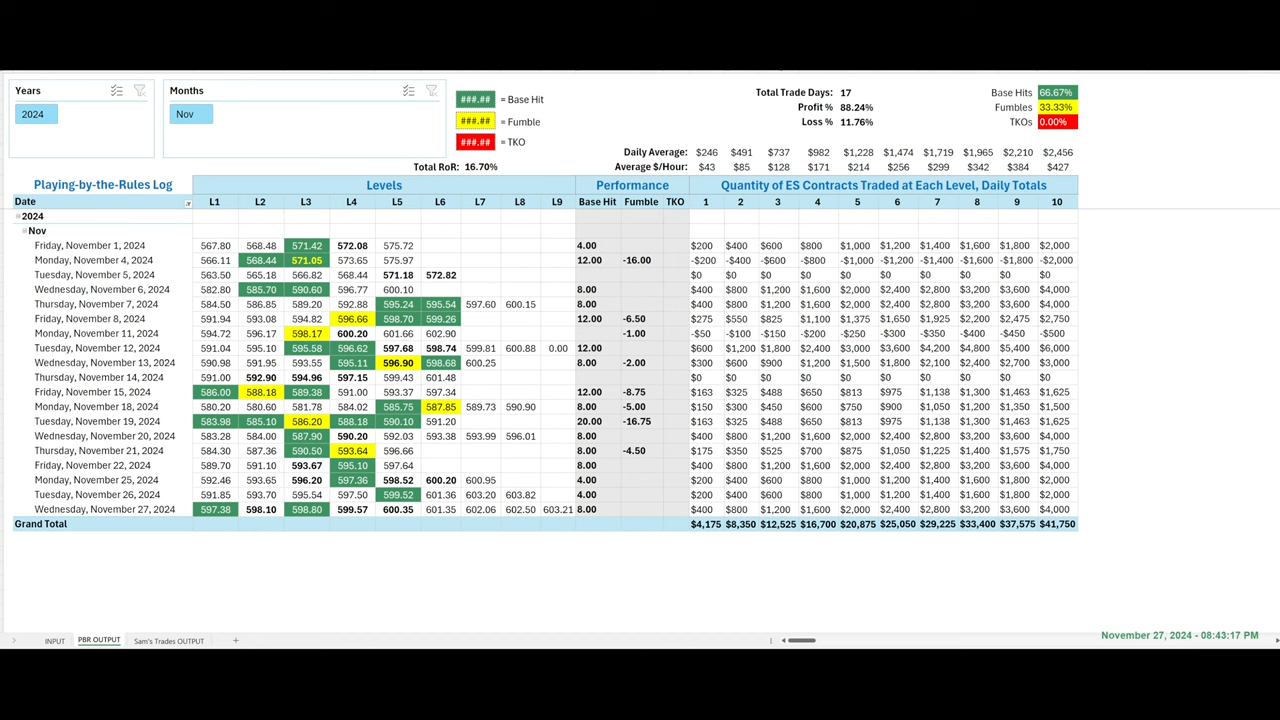 Years Months
2024 Nov
###.## = Base Hit
###.## = Fumble
###.## = TKO
Total Trade Days: 17
Profit % 88.24%
Loss % 11.76%
Base Hits 66.67%
Fumbles 33.33%
TKOs 0.00%
Daily Average: $246 $491 $737 $982 $1,228 $1,474 $1,719 $1,965 $2,210 $2,456
Total RoR: 16.70% Average $/Hour: $43 $85 $128 $171 $214 $256 $299 $342 $384 $427
Playing-by-the-Rules Log Levels Performance Quantity of ES Contracts Traded at Each Level, Daily Totals
Date L1 L2 L3 L4 L5 L6 L7 L8 L9 Base Hit Fumble TKO 1 2 3 4 5 6 7 8 9 10
2024
Nov
Friday, November 1, 2024 567.80 568.48 571.42 572.08 575.72 4.00 $200 $400 $600 $800 $1,000 $1,200 $1,400 $1,600 $1,800 $2,000
Monday, November 4, 2024 566.11 568.44 571.05 573.65 575.97 12.00 -16.00 -$200 -$400 -$600 -$800 -$1,000 -$1,200 -$1,400 -$1,600 -$1,800 -$2,000
Tuesday, November 5, 2024 563.50 565.18 566.82 568.44 571.18 572.82 $0 $0 $0 $0 $0 $0 $0 $0 $0 $0
Wednesday, November 6, 2024 582.80 585.70 590.60 596.77 600.10 8.00 $400 $800 $1,200 $1,600 $2,000 $2,400 $2,800 $3,200 $3,600 $4,000
Thursday, November 7, 2024 584.50 586.85 589.20 592.88 595.24 595.54 597.60 600.15 8.00 $400 $800 $1,200 $1,600 $2,000 $2,400 $2,800 $3,200 $3,600 $4,000
Friday, November 8, 2024 591.94 593.08 594.82 596.66 598.70 599.26 12.00 -6.50 $275 $550 $825 $1,100 $1,375 $1,650 $1,925 $2,200 $2,475 $2,750
Monday, November 11, 2024 594.72 596.17 598.17 600.20 601.66 602.90 -1.00 -$50 -$100 -$150 -$200 -$250 -$300 -$350 -$400 -$450 -$500
Tuesday, November 12, 2024 591.04 595.10 595.58 596.62 597.68 598.74 599.81 600.88 0.00 12.00 $600 $1,200 $1,800 $2,400 $3,000 $3,600 $4,200 $4,800 $5,400 $6,000
Wednesday, November 13, 2024 590.98 591.95 593.55 595.11 596.90 598.68 600.25 8.00 -2.00 $300 $600 $900 $1,200 $1,500 $1,800 $2,100 $2,400 $2,700 $3,000
Thursday, November 14, 2024 591.00 592.90 594.96 597.15 599.43 601.48 $0 $0 $0 $0 $0 $0 $0 $0 $0 $0
Friday, November 15, 2024 586.00 588.18 589.38 591.00 593.37 597.34 12.00 -8.75 $163 $325 $488 $650 $813 $975 $1,138 $1,300 $1,463 $1,625
Monday, November 18, 2024 580.20 580.60 581.78 584.02 585.75 587.85 589.73 590.90 8.00 -5.00 $150 $300 $450 $600 $750 $900 $1,050 $1,200 $1,350 $1,500
Tuesday, November 19, 2024 583.98 585.10 586.20 588.18 590.10 591.20 20.00 -16.75 $163 $325 $488 $650 $813 $975 $1,138 $1,300 $1,463 $1,625
Wednesday, November 20, 2024 583.28 584.00 587.90 590.20 592.03 593.38 593.99 596.01 8.00 $400 $800 $1,200 $1,600 $2,000 $2,400 $2,800 $3,200 $3,600 $4,000
Thursday, November 21, 2024 584.30 587.36 590.50 593.64 596.66 8.00 -4.50 $175 $350 $525 $700 $875 $1,050 $1,225 $1,400 $1,575 $1,750
Friday, November 22, 2024 589.70 591.10 593.67 595.10 597.64 8.00 $400 $800 $1,200 $1,600 $2,000 $2,400 $2,800 $3,200 $3,600 $4,000
Monday, November 25, 2024 592.46 593.65 596.20 597.36 598.52 600.20 600.95 4.00 $200 $400 $600 $800 $1,000 $1,200 $1,400 $1,600 $1,800 $2,000
Tuesday, November 26, 2024 591.85 593.70 595.54 597.50 599.52 601.36 603.20 603.82 4.00 $200 $400 $600 $800 $1,000 $1,200 $1,400 $1,600 $1,800 $2,000
Wednesday, November 27, 2024 597.38 598.10 598.80 599.57 600.35 601.35 602.06 602.50 603.21 8.00 $400 $800 $1,200 $1,600 $2,000 $2,400 $2,800 $3,200 $3,600 $4,000
Grand Total $4,175 $8,350 $12,525 $16,700 $20,875 $25,050 $29,225 $33,400 $37,575 $41,750
INPUT PBR OUTPUT Sam's Trades OUTPUT +
November 27, 2024 - 08:43:17 PM